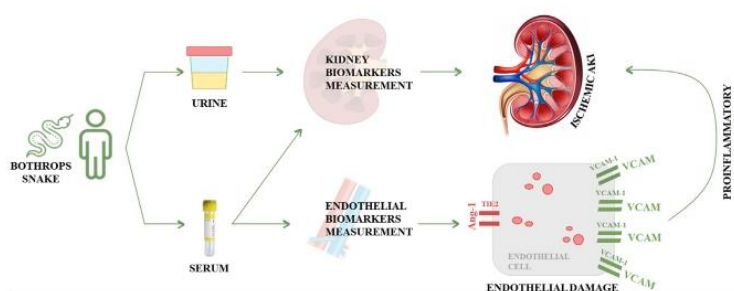 BOTHROPS
SNAKE
URINE
SERUM
KIDNEY
BIOMARKERS
MEASUREMENT
ENDOTHELIAL
BIOMARKERS
MEASUREMENT
ISCHEMIC AKI
Ang-1
TIE2
ENDOTHELIAL
CELL
VCAM-1
VCAM
VCAM-1
VCAM
VCAM-1
VCAM
VCAM-1
VCAM
ENDOTHELIAL DAMAGE
PROINFLAMMATORY